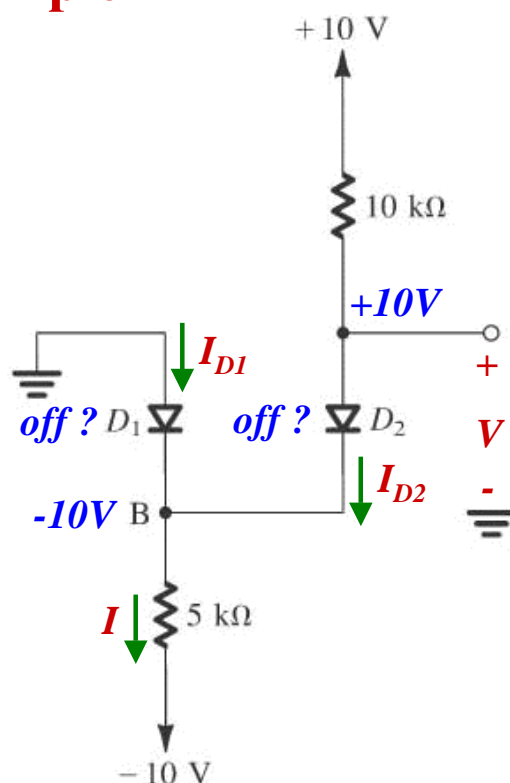 +10 V
10 kΩ
+10V
I_D1
+
off ? D₁
off ? D₂
V
I_D2
-
-10V B
I
5 kΩ
−10 V